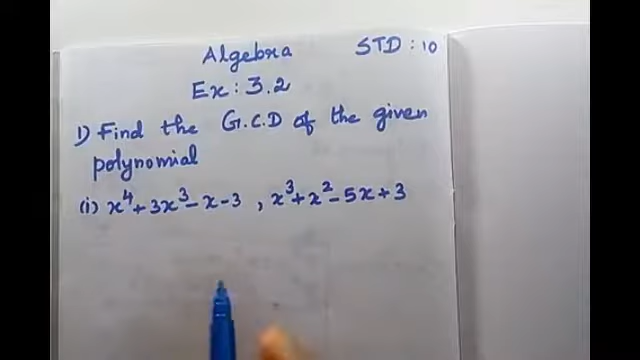 Algebra STD : 10
Ex : 3.2
1) Find the G.C.D of the given
polynomial
(i) x⁴ + 3x³ - x - 3 , x³ + x² - 5x + 3